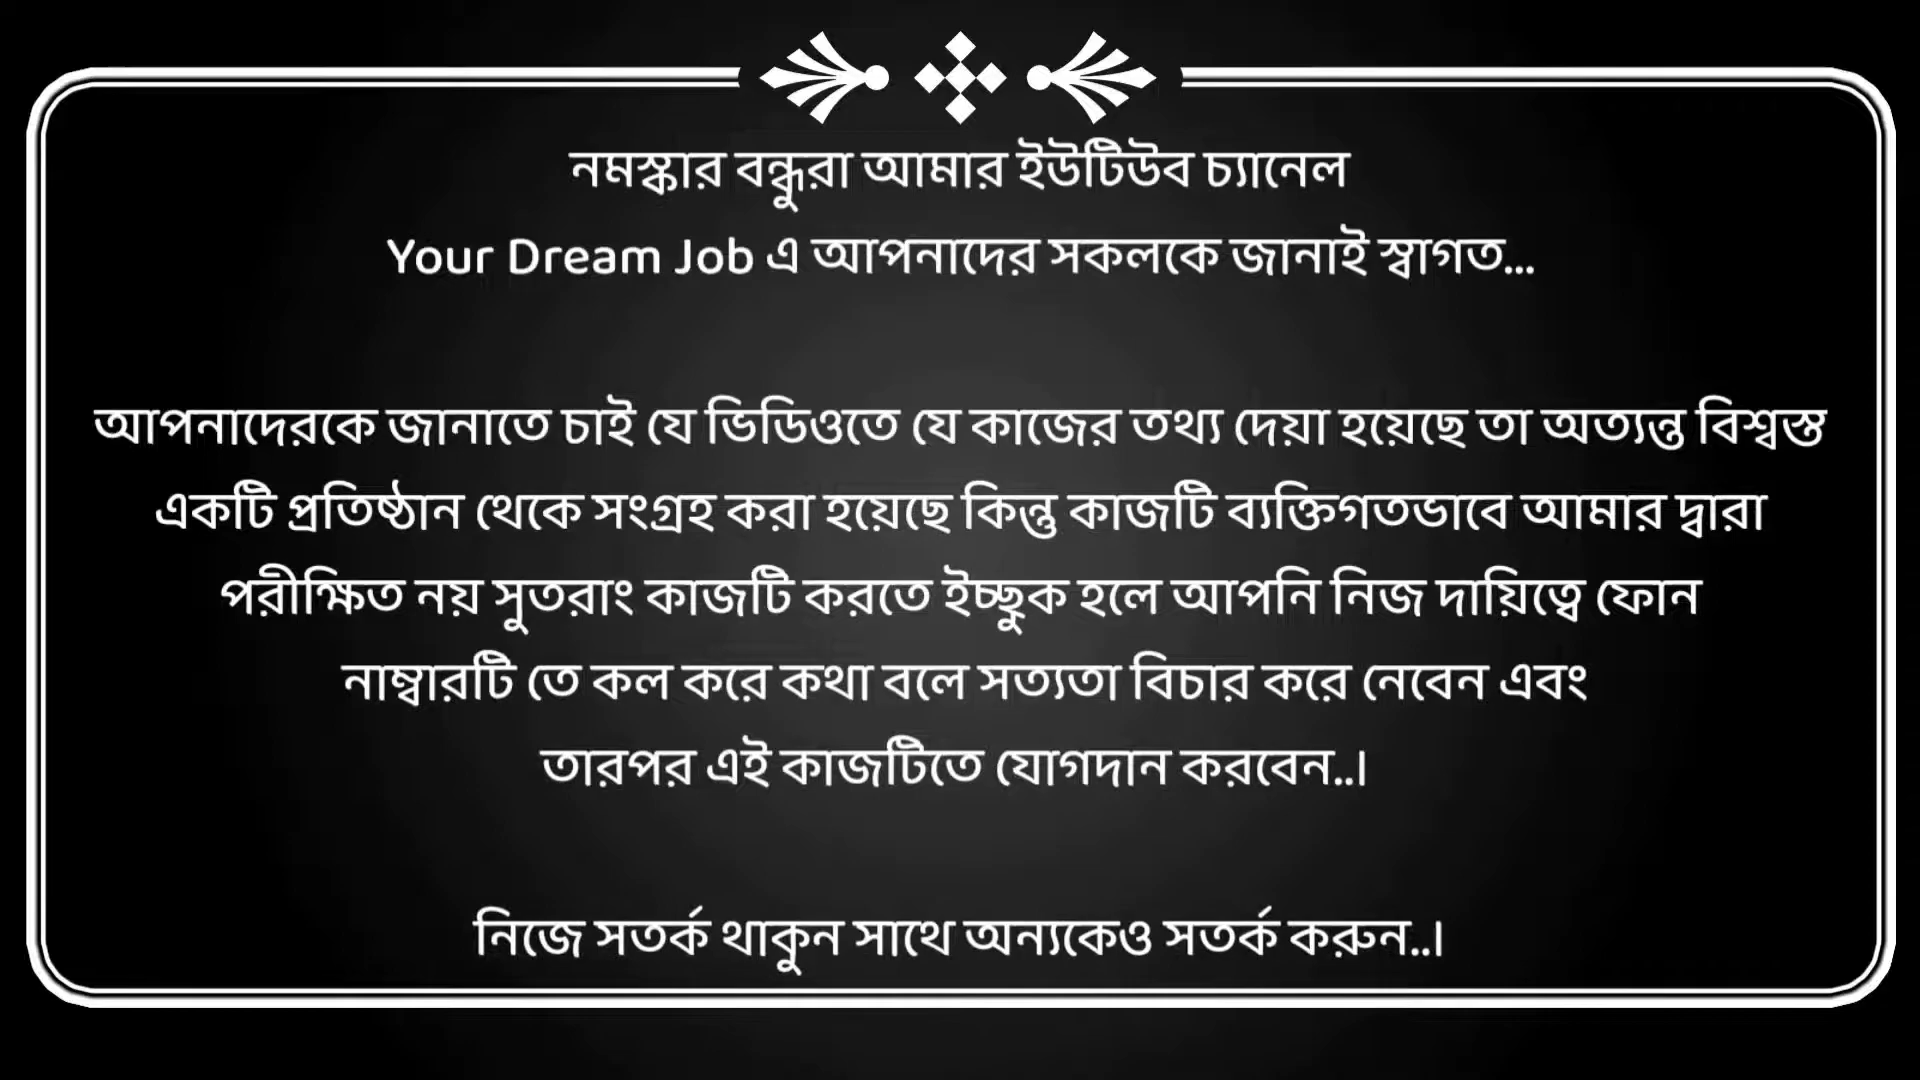 নমস্কার বন্ধুরা আমার ইউটিউব চ্যানেল
Your Dream Job এ আপনাদের সকলকে জানাই স্বাগত...
আপনাদেরকে জানাতে চাই যে ভিডিওতে যে কাজের তথ্য দেয়া হয়েছে তা অত্যন্ত বিশ্বস্ত
একটি প্রতিষ্ঠান থেকে সংগ্রহ করা হয়েছে কিন্তু কাজটি ব্যক্তিগতভাবে আমার দ্বারা
পরীক্ষিত নয় সুতরাং কাজটি করতে ইচ্ছুক হলে আপনি নিজ দায়িত্বে ফোন
নাম্বারটি তে কল করে কথা বলে সত্যতা বিচার করে নেবেন এবং
তারপর এই কাজটিতে যোগদান করবেন..।
নিজে সতর্ক থাকুন সাথে অন্যকেও সতর্ক করুন..।